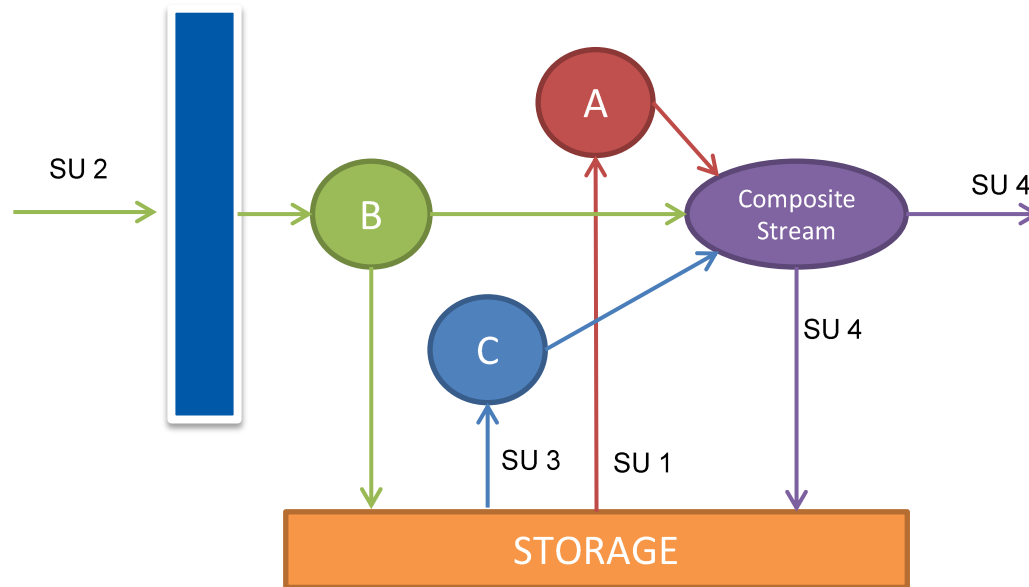 A
SU 2
SU 4
B
Composite
Stream
SU 4
C
SU 3
SU 1
STORAGE